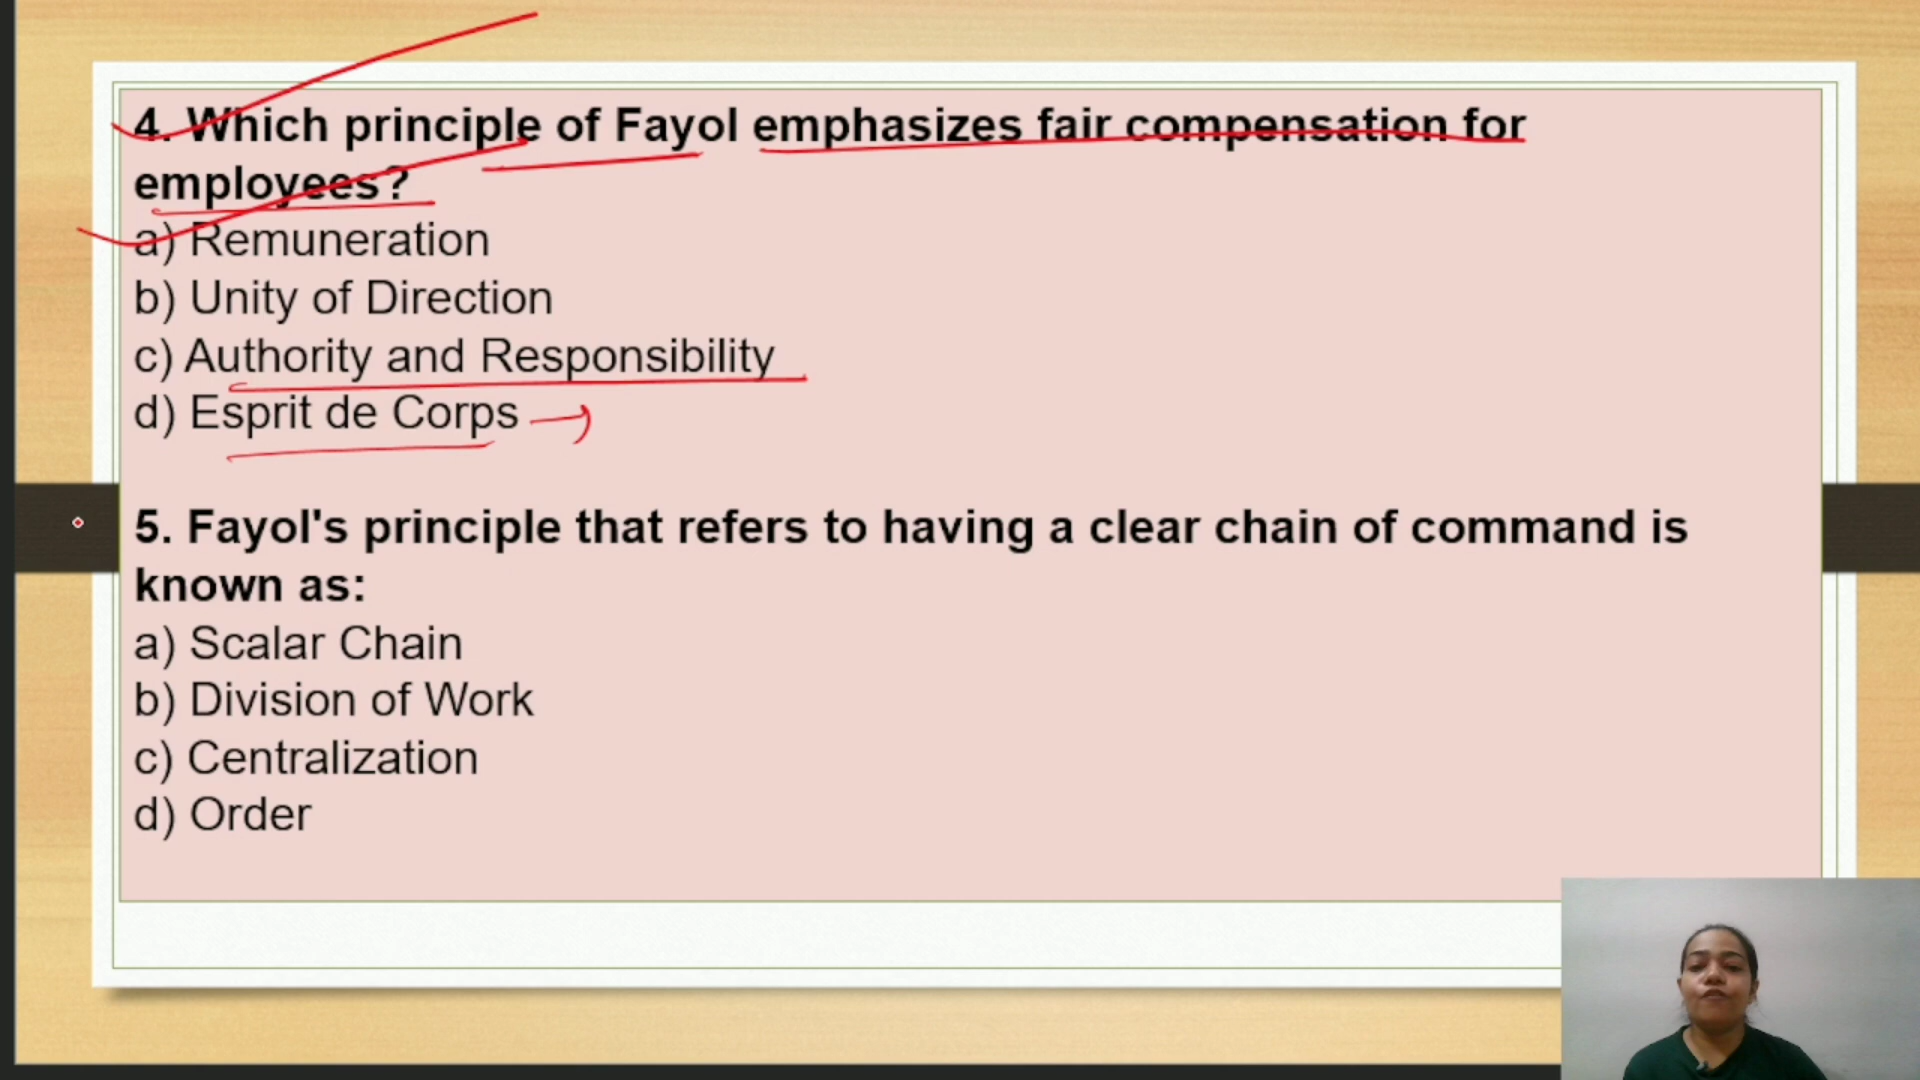 4. Which principle of Fayol emphasizes fair compensation for
employees?
a) Remuneration
b) Unity of Direction
c) Authority and Responsibility
d) Esprit de Corps
5. Fayol's principle that refers to having a clear chain of command is
known as:
a) Scalar Chain
b) Division of Work
c) Centralization
d) Order